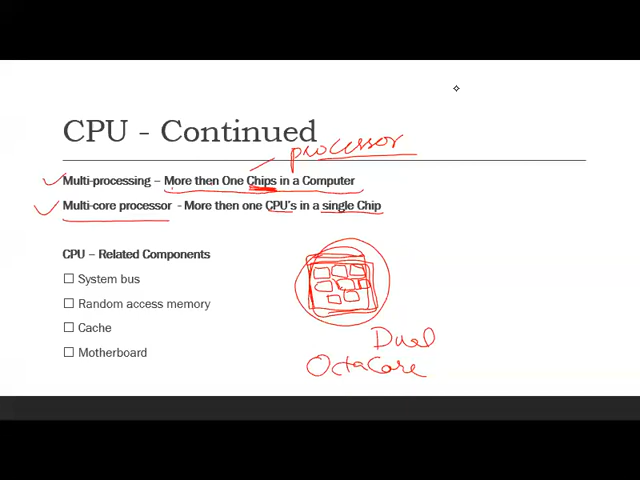 CPU - Continued
processor
Multi-processing – More then One Chips in a Computer
Multi-core processor - More then one CPU's in a single Chip
CPU – Related Components
System bus
Random access memory
Cache
Motherboard
Dual
OctaCore